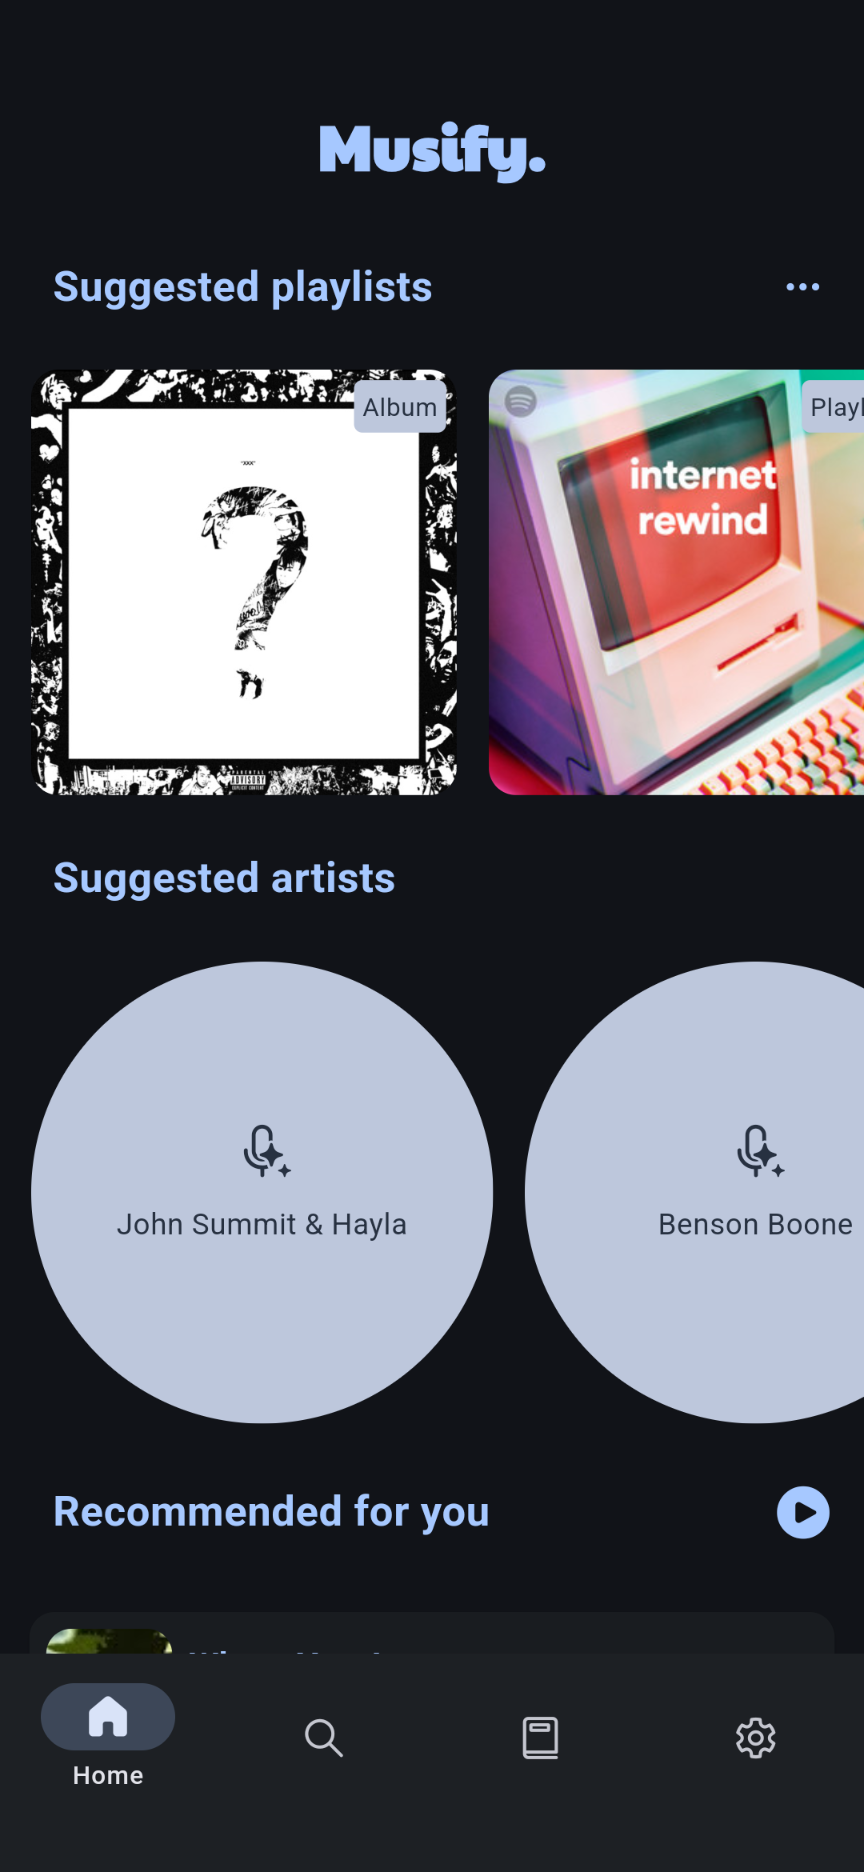 Musify.
Suggested playlists
Album
"XXX"
?
PARENTAL
ADVISORY
EXPLICIT CONTENT
internet
rewind
Suggested artists
John Summit & Hayla
Benson Boone
Recommended for you
Home